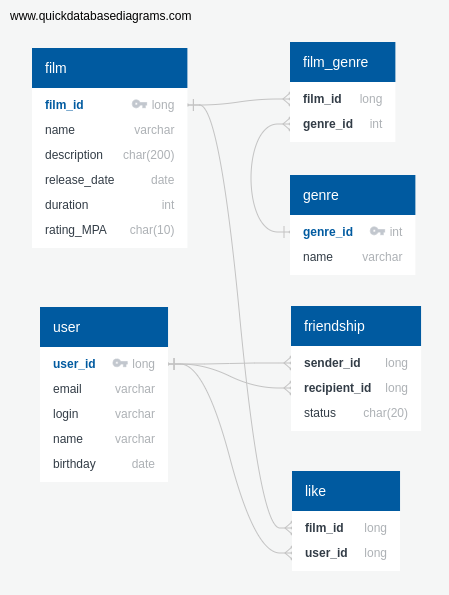 www.quickdatabasediagrams.com
film
film_id long
name varchar
description char(200)
release_date date
duration int
rating_MPA char(10)
film_genre
film_id long
genre_id int
genre
genre_id int
name varchar
user
user_id long
email varchar
login varchar
name varchar
birthday date
friendship
sender_id long
recipient_id long
status char(20)
like
film_id long
user_id long